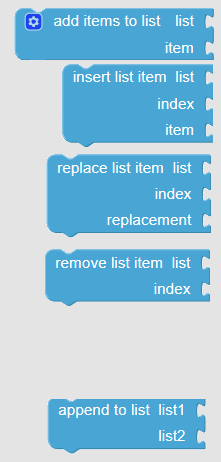 add items to list list
item
insert list item list
index
item
replace list item list
index
replacement
remove list item list
index
append to list list1
list2